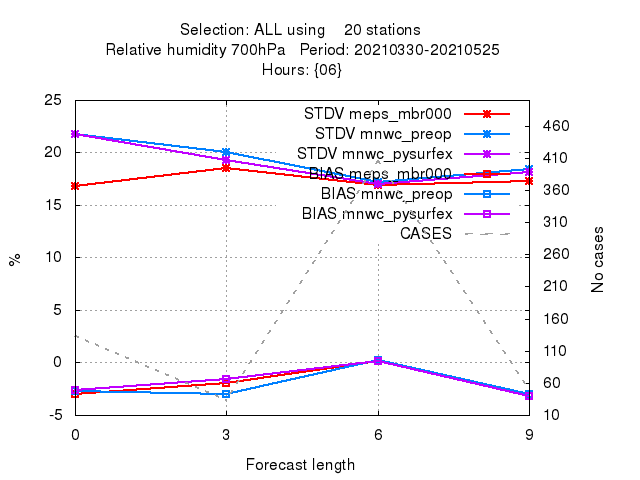 Selection: ALL using 20 stations
Relative humidity 700hPa Period: 20210330-20210525
Hours: {06}
25
20
15
10
5
0
-5
%
STDV meps_mbr000
STDV mnwc_preop
STDV mnwc_pysurfex
BIAS meps_mbr000
BIAS mnwc_preop
BIAS mnwc_pysurfex
CASES
460
410
360
310
260
210
160
110
60
10
No cases
0 3 6 9
Forecast length